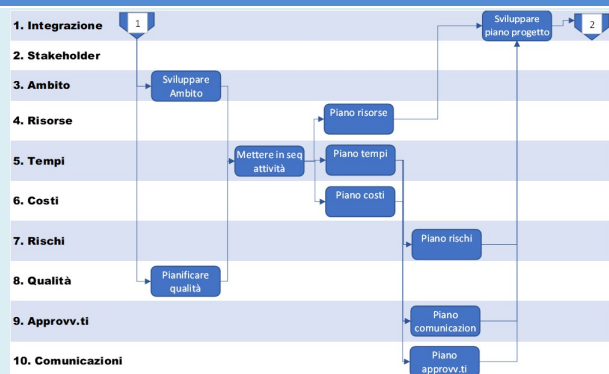 1. Integrazione
1
Sviluppare
piano progetto
2
2. Stakeholder
3. Ambito
Sviluppare
Ambito
4. Risorse
Piano risorse
5. Tempi
Mettere in seq
attività
Piano tempi
6. Costi
Piano costi
7. Rischi
Piano rischi
8. Qualità
Pianificare
qualità
9. Approvv.ti
Piano
comunicazion
10. Comunicazioni
Piano
approvv.ti